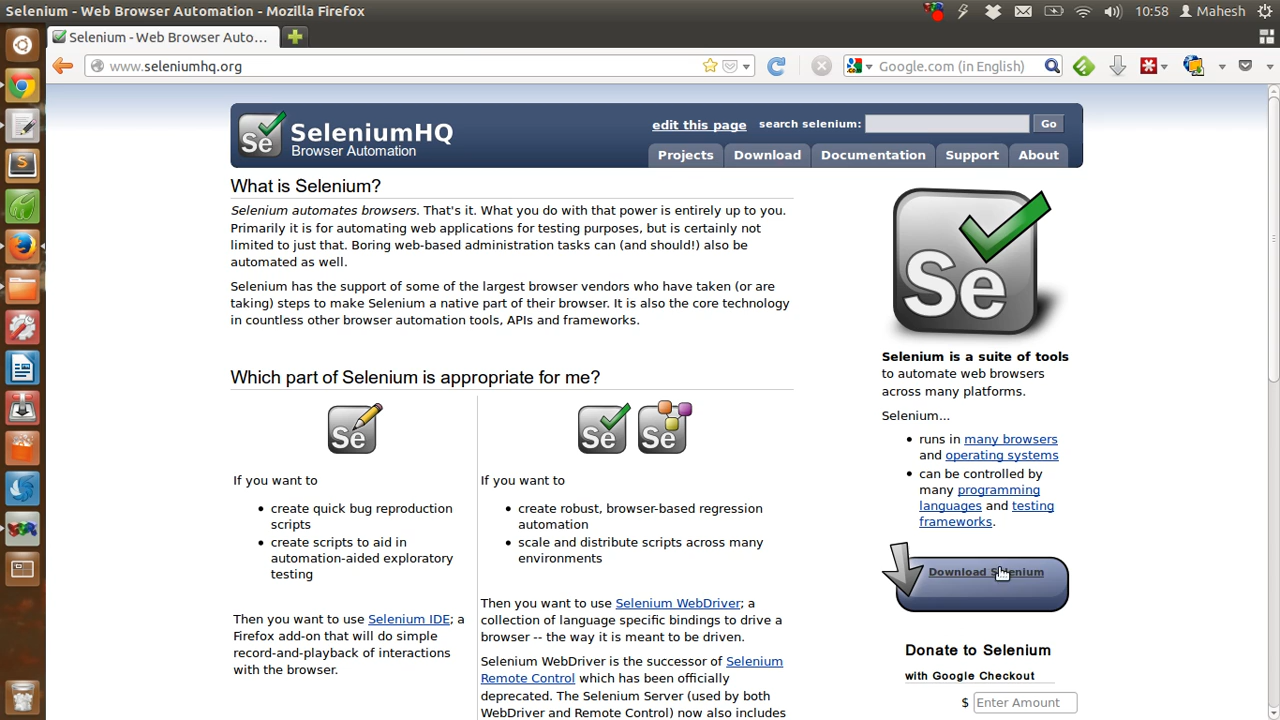 Selenium - Web Browser Automation - Mozilla Firefox
10:58 Mahesh
Selenium - Web Browser Auto...
www.seleniumhq.org
Google.com (in English)
Se
SeleniumHQ
Browser Automation
edit this page
search selenium:
Go
Projects
Download
Documentation
Support
About
What is Selenium?
Selenium automates browsers. That's it. What you do with that power is entirely up to you.
Primarily it is for automating web applications for testing purposes, but is certainly not
limited to just that. Boring web-based administration tasks can (and should!) also be
automated as well.
Selenium has the support of some of the largest browser vendors who have taken (or are
taking) steps to make Selenium a native part of their browser. It is also the core technology
in countless other browser automation tools, APIs and frameworks.
Which part of Selenium is appropriate for me?
Se
If you want to
• create quick bug reproduction
scripts
• create scripts to aid in
automation-aided exploratory
testing
Then you want to use Selenium IDE; a
Firefox add-on that will do simple
record-and-playback of interactions
with the browser.
Se Se
If you want to
• create robust, browser-based regression
automation
• scale and distribute scripts across many
environments
Then you want to use Selenium WebDriver; a
collection of language specific bindings to drive a
browser -- the way it is meant to be driven.
Selenium WebDriver is the successor of Selenium
Remote Control which has been officially
deprecated. The Selenium Server (used by both
WebDriver and Remote Control) now also includes
Se
Selenium is a suite of tools
to automate web browsers
across many platforms.
Selenium...
• runs in many browsers
and operating systems
• can be controlled by
many programming
languages and testing
frameworks.
Download Selenium
Donate to Selenium
with Google Checkout
$ Enter Amount